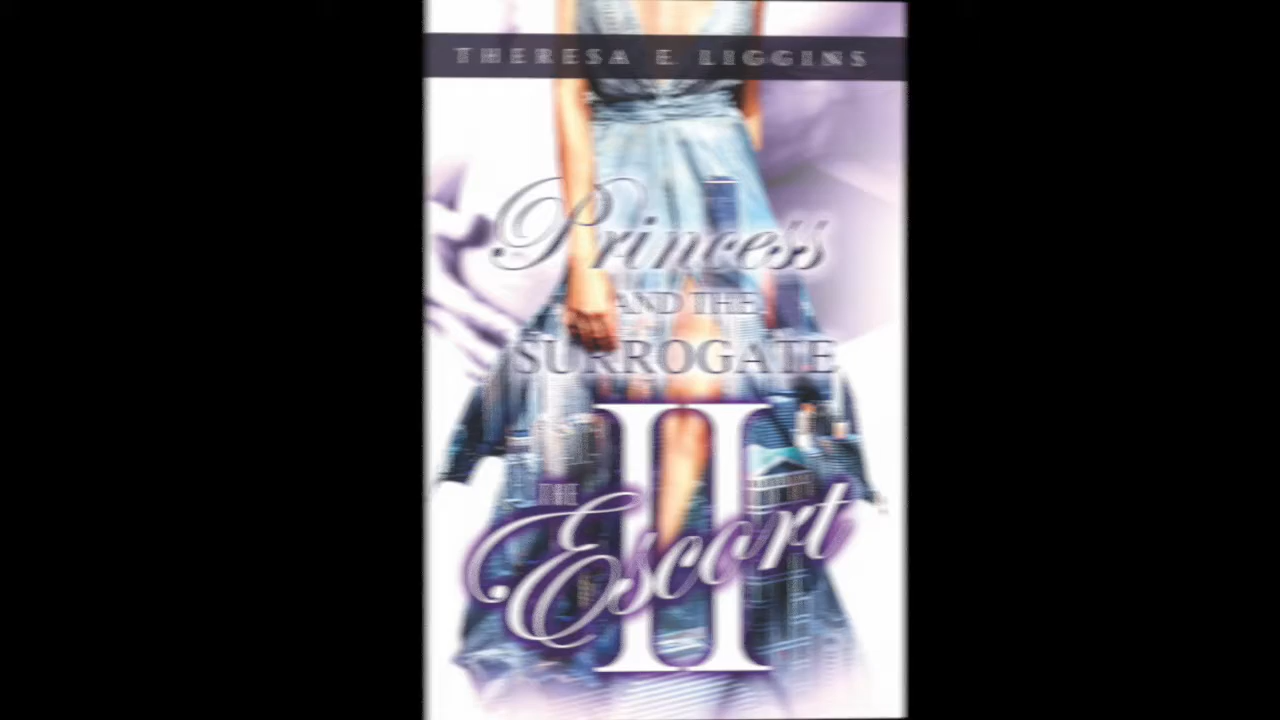 THERESA E. LIGGINS
Princess
AND THE
SURROGATE
II
THE
Escort